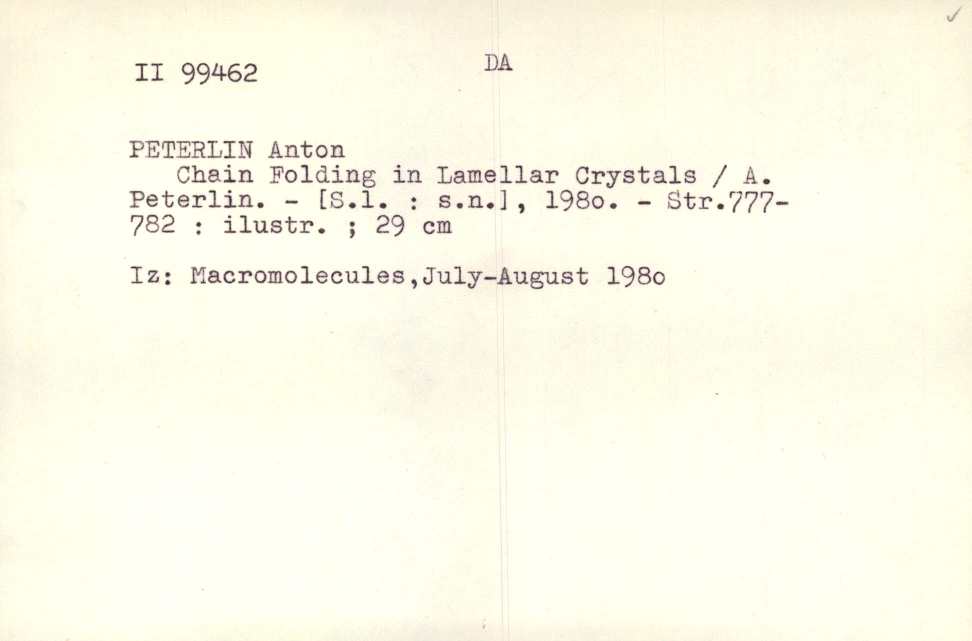 II 99462
DA
PETERLIN Anton
Chain Folding in Lamellar Crystals / A.
Peterlin. - [S.l. : s.n.], 198o. - Str.777-
782 : ilustr. ; 29 cm
Iz: Macromolecules,July-August 198o